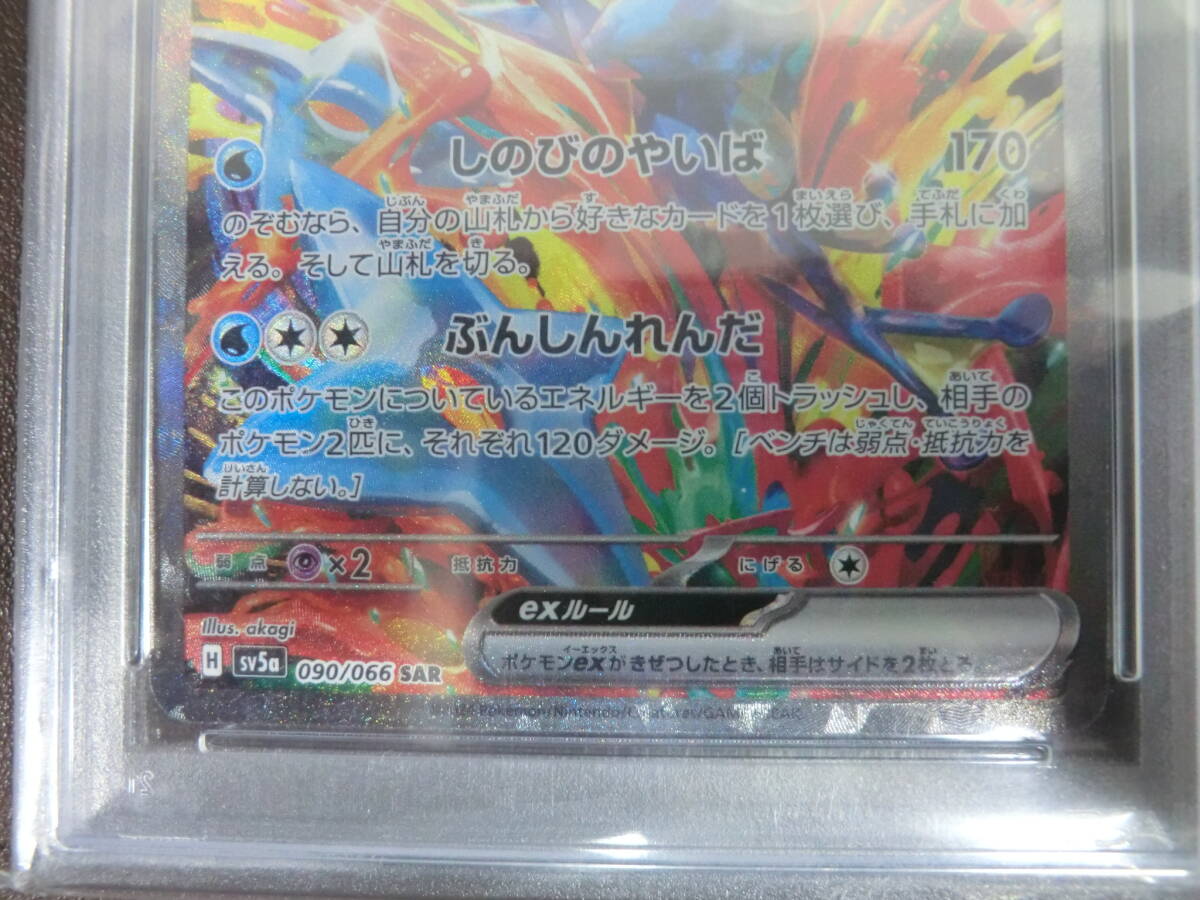 しのびのやいば 170
のぞむなら、自分の山札から好きなカードを1枚選び、手札に加
える。そして山札を切る。
ぶんしんれんだ
このポケモンについているエネルギーを2個トラッシュし、相手の
ポケモン2匹に、それぞれ120ダメージ。[ベンチは弱点・抵抗力を
計算しない。]
弱点 ×2 抵抗力 にげる
exルール
Illus. akagi
ポケモンexがきぜつしたとき、相手はサイドを2枚とる。
H sv5a 090/066 SAR
Pokémon/Nintendo/Creatures/GAME FREAK